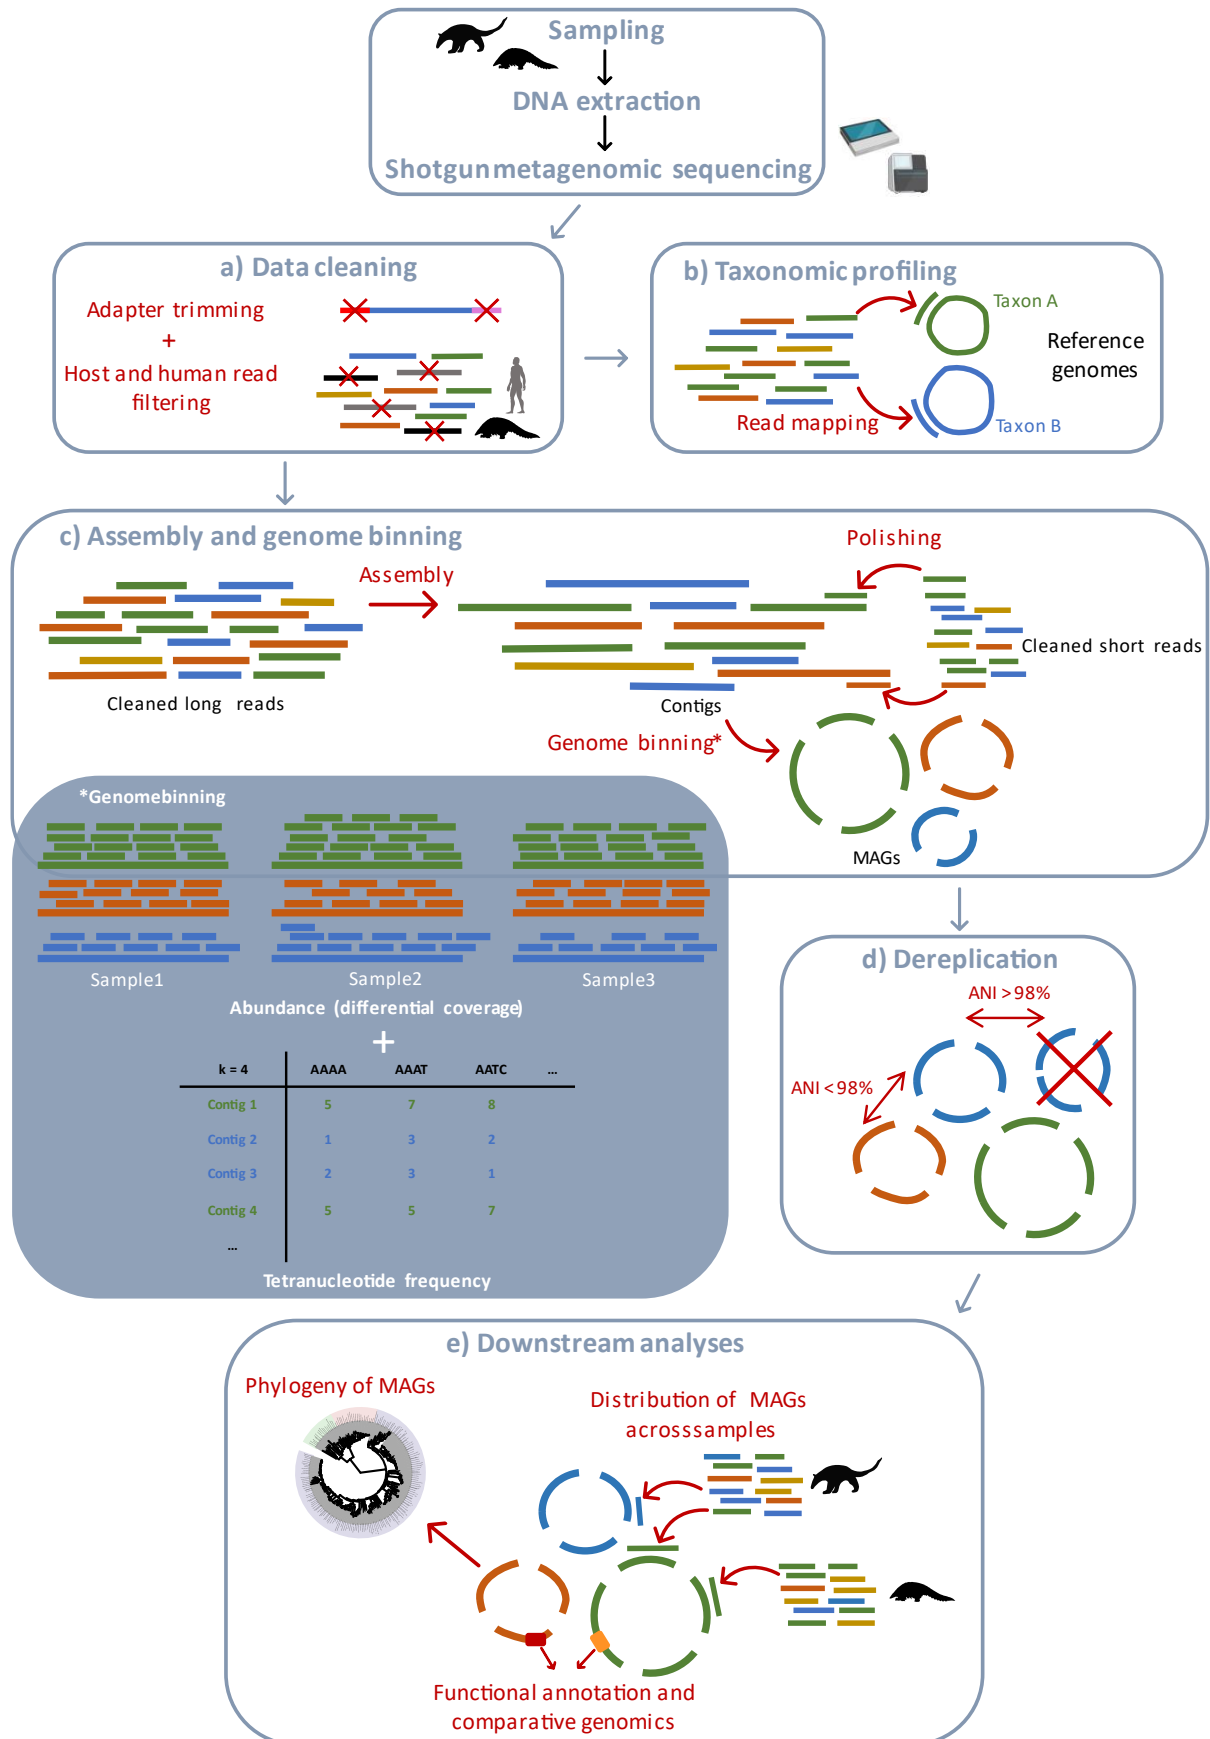 Sampling
DNA extraction
Shotgunmetagenomic sequencing
a) Data cleaning
Adapter trimming
+
Host and human read
filtering
b) Taxonomic profiling
Taxon A
Reference
genomes
Read mapping
Taxon B
c) Assembly and genome binning
Assembly
Polishing
Cleaned short reads
Cleaned long reads
Contigs
Genome binning*
MAGs
*Genomebinning
Sample1 Sample2 Sample3
Abundance (differential coverage)
+
k = 4 AAAA AAAT AATC ...
Contig 1 5 7 8
Contig 2 1 3 2
Contig 3 2 3 1
Contig 4 5 5 7
...
Tetranucleotide frequency
d) Dereplication
ANI > 98%
ANI < 98%
e) Downstream analyses
Phylogeny of MAGs
Distribution of MAGs
acrosssamples
Functional annotation and
comparative genomics